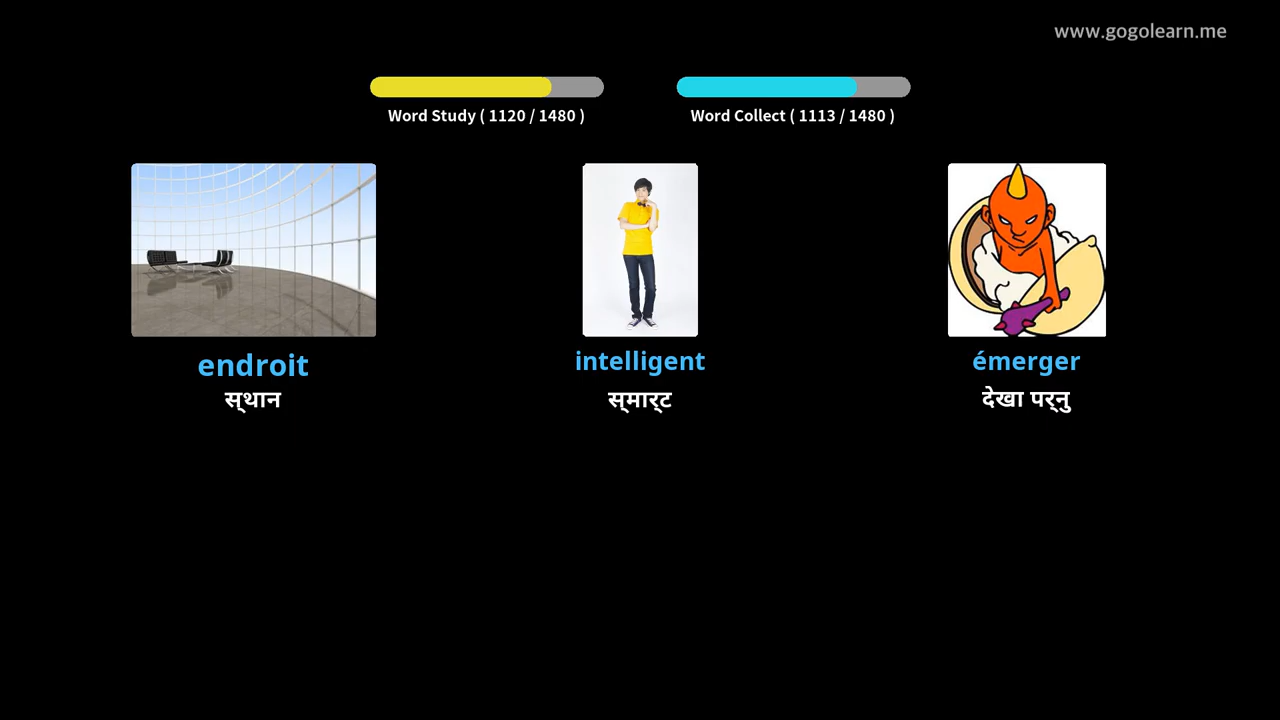 www.gogolearn.me
Word Study ( 1120 / 1480 )
Word Collect ( 1113 / 1480 )
endroit
स्थान
intelligent
स्मार्ट
émerger
देखा पर्नु